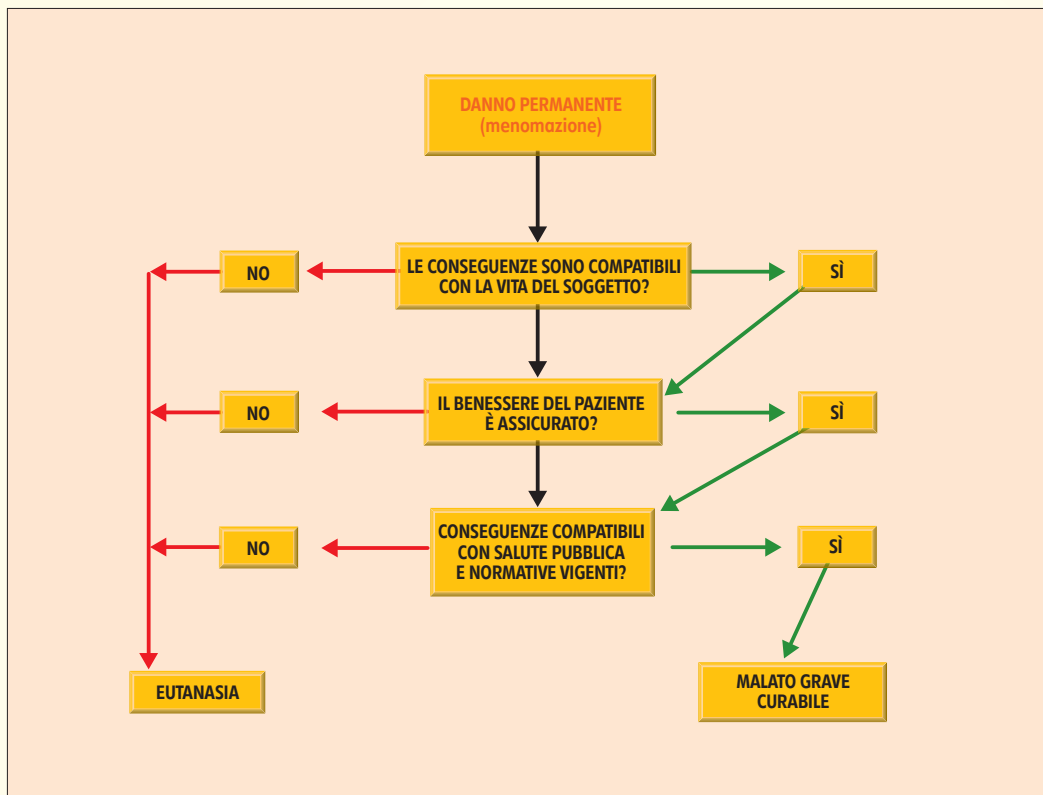 DANNO PERMANENTE
(menomazione)
NO
LE CONSEGUENZE SONO COMPATIBILI
CON LA VITA DEL SOGGETTO?
SÌ
NO
IL BENESSERE DEL PAZIENTE
È ASSICURATO?
SÌ
NO
CONSEGUENZE COMPATIBILI
CON SALUTE PUBBLICA
E NORMATIVE VIGENTI?
SÌ
EUTANASIA
MALATO GRAVE
CURABILE